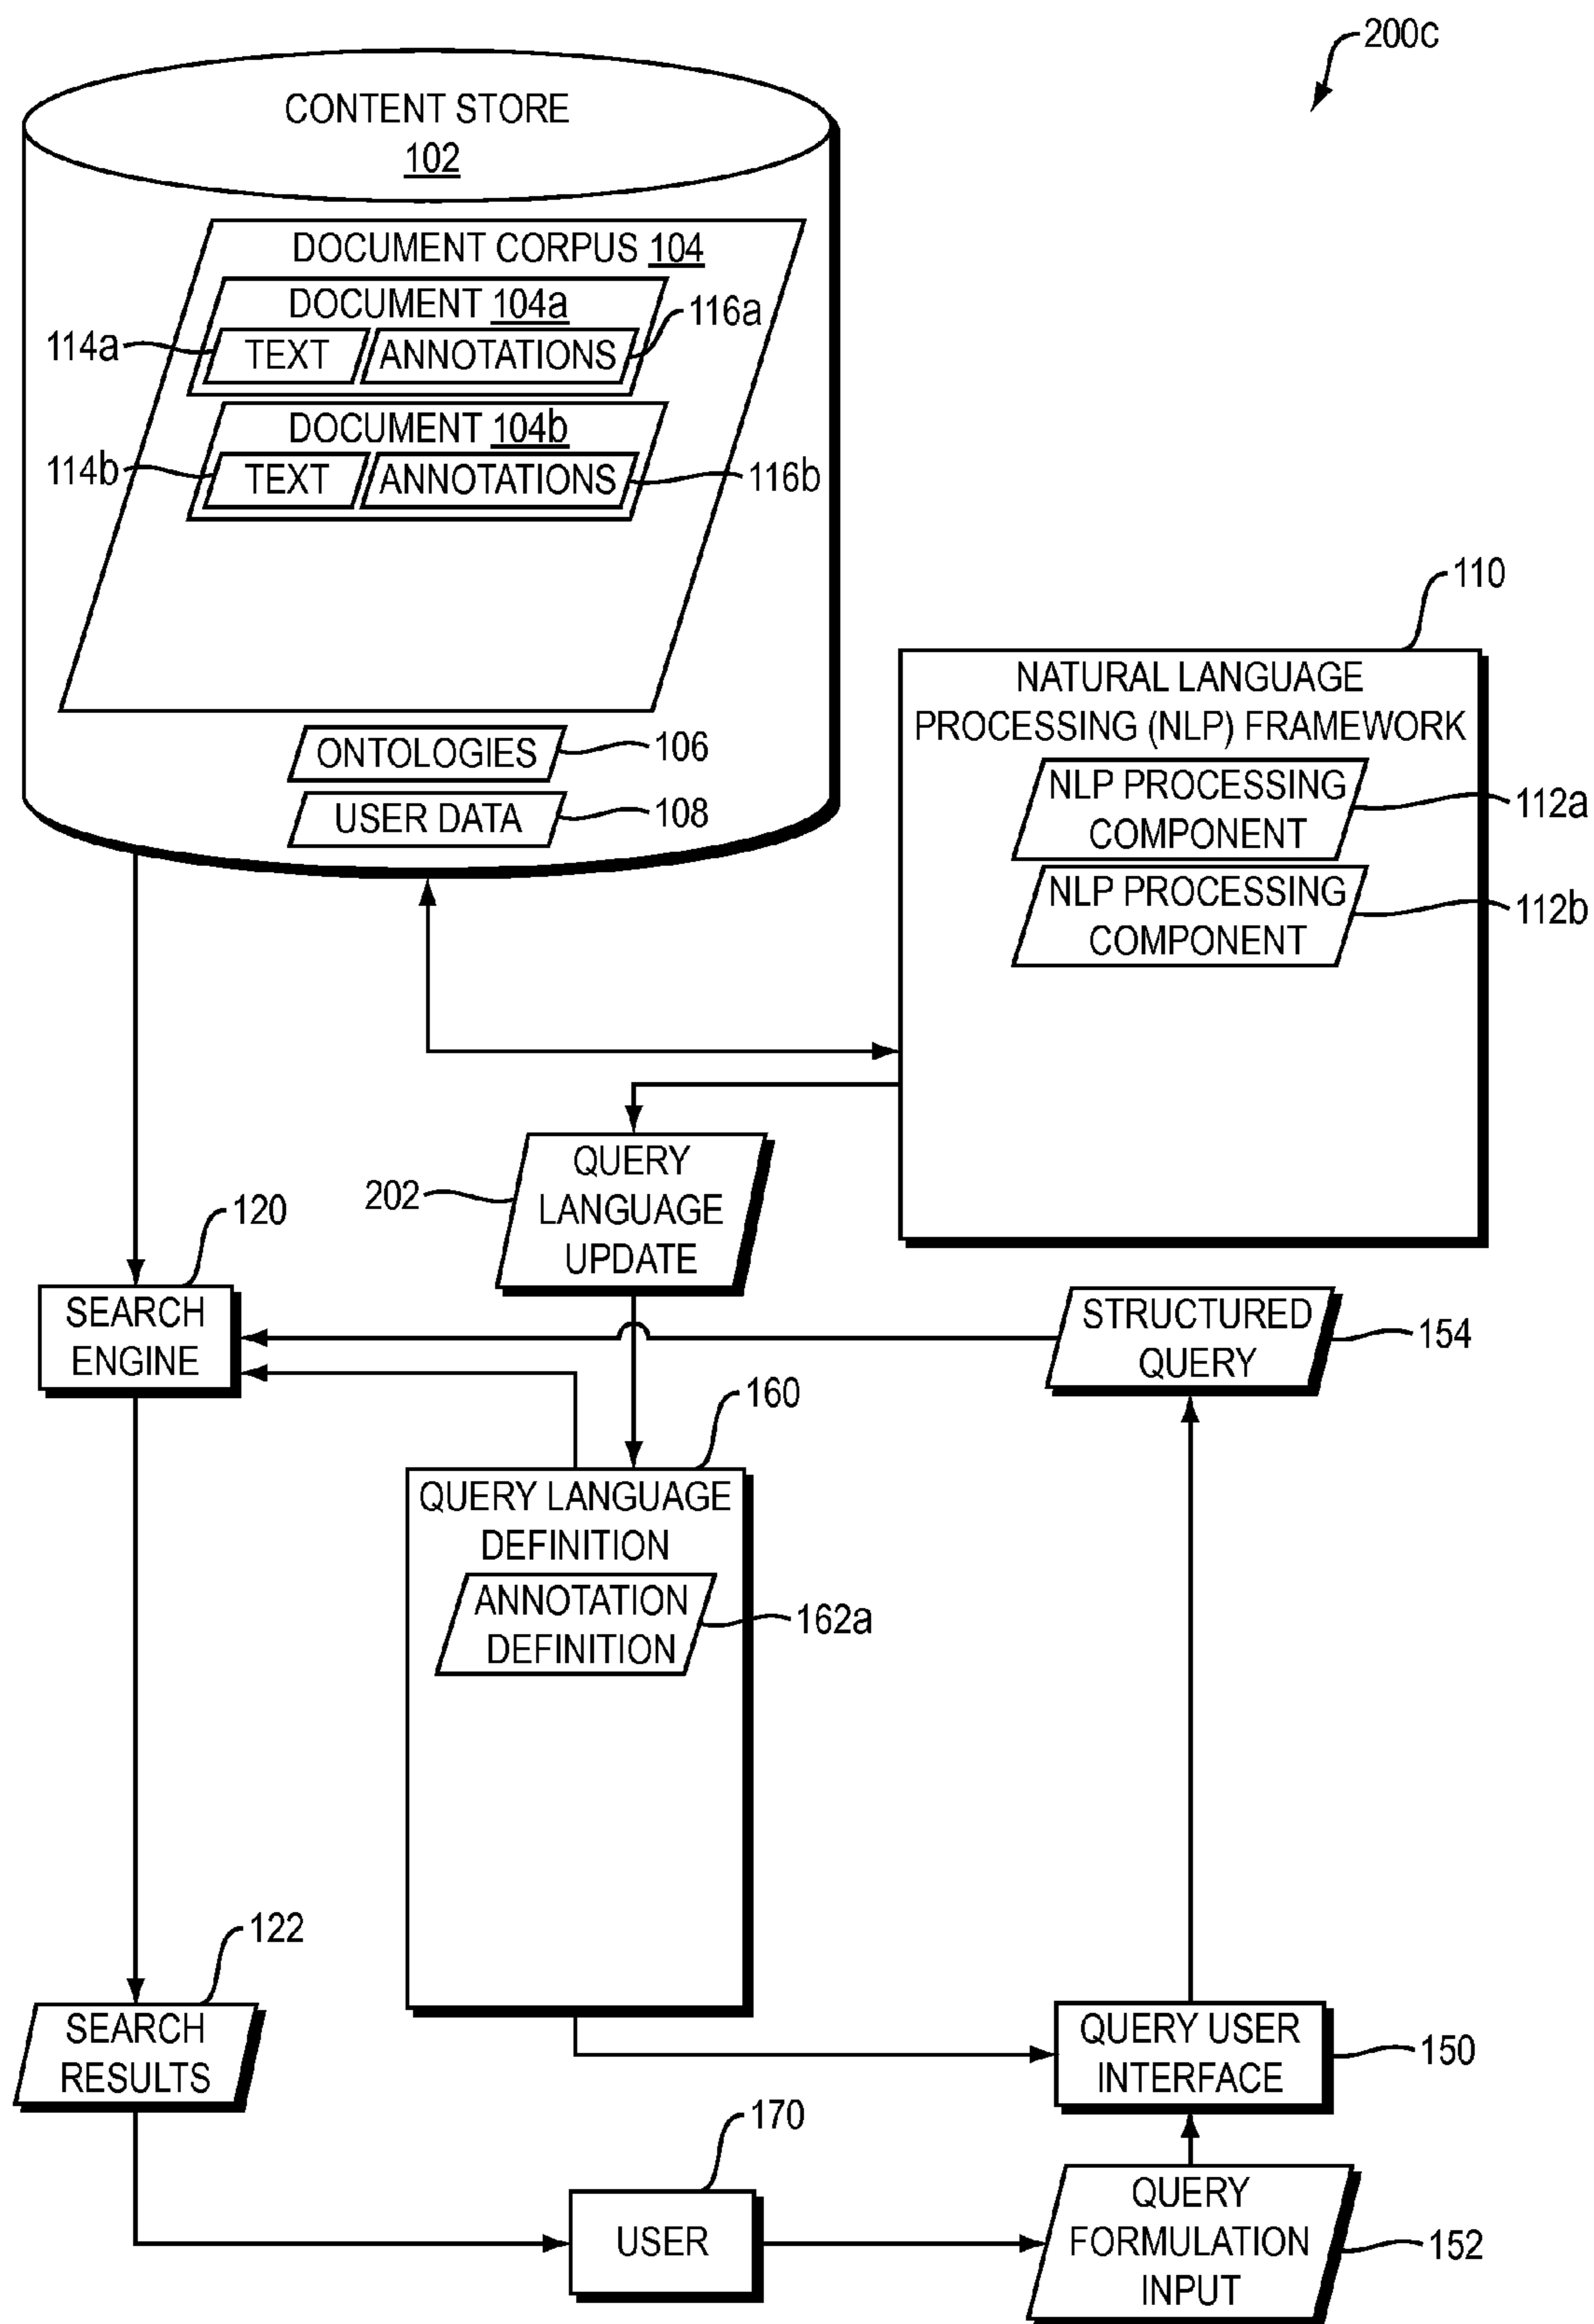 200c
CONTENT STORE
102
DOCUMENT CORPUS 104
DOCUMENT 104a
116a
114a
TEXT
ANNOTATIONS
DOCUMENT 104b
114b
TEXT
ANNOTATIONS
116b
110
NATURAL LANGUAGE
PROCESSING (NLP) FRAMEWORK
ONTOLOGIES
106
NLP PROCESSING
COMPONENT
112a
USER DATA
108
NLP PROCESSING
COMPONENT
112b
QUERY
LANGUAGE
UPDATE
202
120
SEARCH
ENGINE
STRUCTURED
QUERY
154
160
QUERY LANGUAGE
DEFINITION
ANNOTATION
DEFINITION
162a
122
SEARCH
RESULTS
QUERY USER
INTERFACE
150
170
USER
QUERY
FORMULATION
INPUT
152